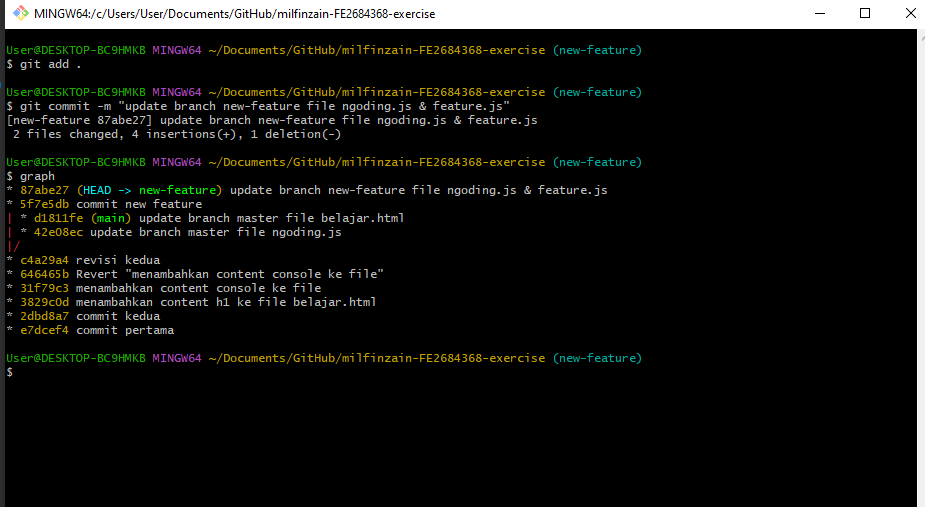 MINGW64:/c/Users/User/Documents/GitHub/milfinzain-FE2684368-exercise
User@DESKTOP-BC9HMKB MINGW64 ~/Documents/GitHub/milfinzain-FE2684368-exercise (new-feature)
$ git add .
User@DESKTOP-BC9HMKB MINGW64 ~/Documents/GitHub/milfinzain-FE2684368-exercise (new-feature)
$ git commit -m "update branch new-feature file ngoding.js & feature.js"
[new-feature 87abe27] update branch new-feature file ngoding.js & feature.js
 2 files changed, 4 insertions(+), 1 deletion(-)
User@DESKTOP-BC9HMKB MINGW64 ~/Documents/GitHub/milfinzain-FE2684368-exercise (new-feature)
$ graph
* 87abe27 (HEAD -> new-feature) update branch new-feature file ngoding.js & feature.js
* 5f7e5db commit new feature
| * d1811fe (main) update branch master file belajar.html
| * 42e08ec update branch master file ngoding.js
|/
* c4a29a4 revisi kedua
* 646465b Revert "menambahkan content console ke file"
* 31f79c3 menambahkan content console ke file
* 3829c0d menambahkan content h1 ke file belajar.html
* 2dbd8a7 commit kedua
* e7dcef4 commit pertama
User@DESKTOP-BC9HMKB MINGW64 ~/Documents/GitHub/milfinzain-FE2684368-exercise (new-feature)
$